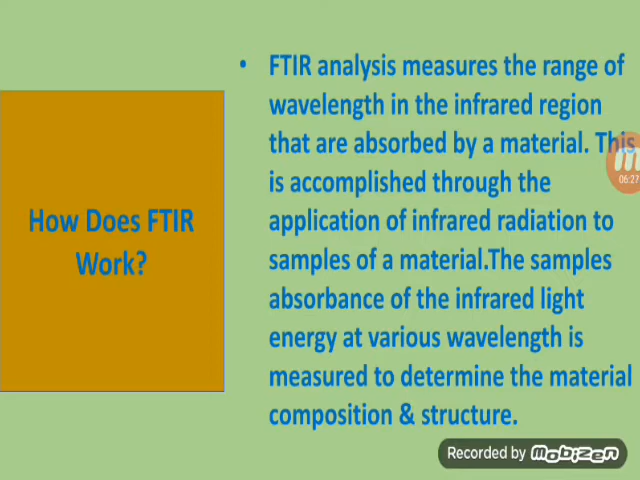 How Does FTIR
Work?
• FTIR analysis measures the range of
wavelength in the infrared region
that are absorbed by a material. This
is accomplished through the
application of infrared radiation to
samples of a material.The samples
absorbance of the infrared light
energy at various wavelength is
measured to determine the material
composition & structure.
06:27
Recorded by mobizen